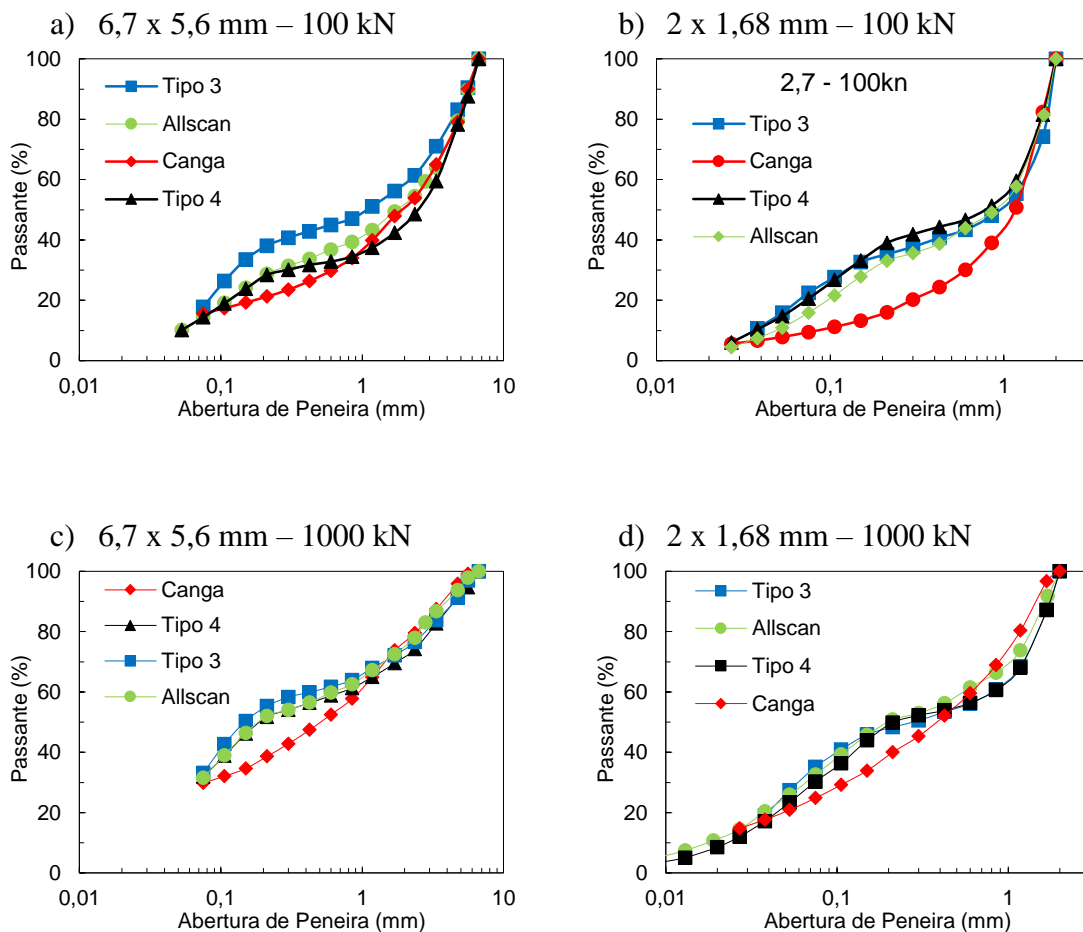 a) 6,7 x 5,6 mm – 100 kN
100
80
60
40
20
0
Passante (%)
Tipo 3
Allscan
Canga
Tipo 4
0,01 0,1 1 10
Abertura de Peneira (mm)
b) 2 x 1,68 mm – 100 kN
100
80
60
40
20
0
Passante (%)
2,7 - 100kn
Tipo 3
Canga
Tipo 4
Allscan
0,01 0,1 1
Abertura de Peneira (mm)
c) 6,7 x 5,6 mm – 1000 kN
100
80
60
40
20
0
Passante (%)
Canga
Tipo 4
Tipo 3
Allscan
0,01 0,1 1 10
Abertura de Peneira (mm)
d) 2 x 1,68 mm – 1000 kN
100
80
60
40
20
0
Passante (%)
Tipo 3
Allscan
Tipo 4
Canga
0,01 0,1 1
Abertura de Peneira (mm)